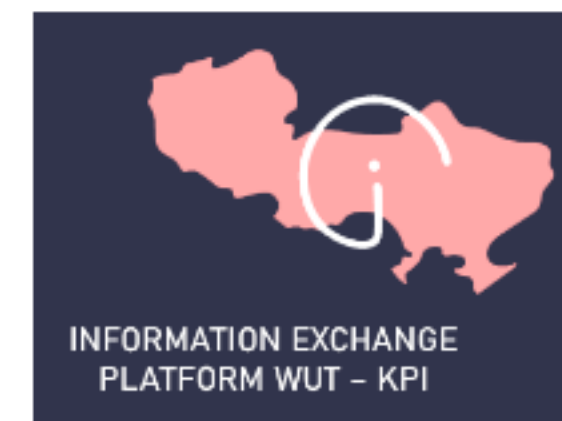 INFORMATION EXCHANGE
PLATFORM WUT – KPI